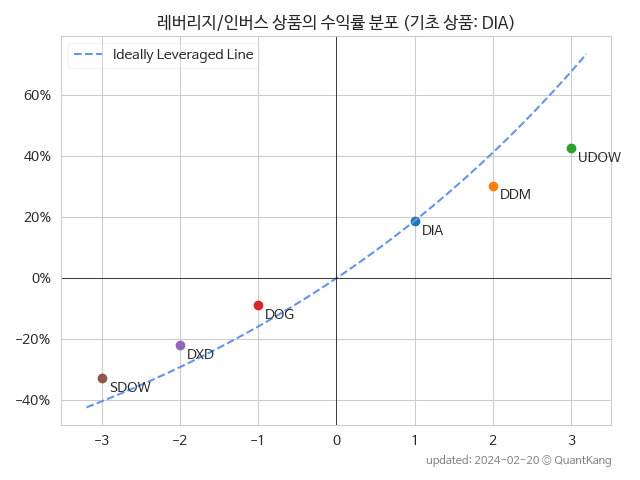 레버리지/인버스 상품의 수익률 분포 (기초 상품: DIA)
Ideally Leveraged Line
60%
40%
20%
0%
−20%
−40%
UDOW
DDM
DIA
DOG
DXD
SDOW
−3 −2 −1 0 1 2 3
updated: 2024-02-20 © QuantKang